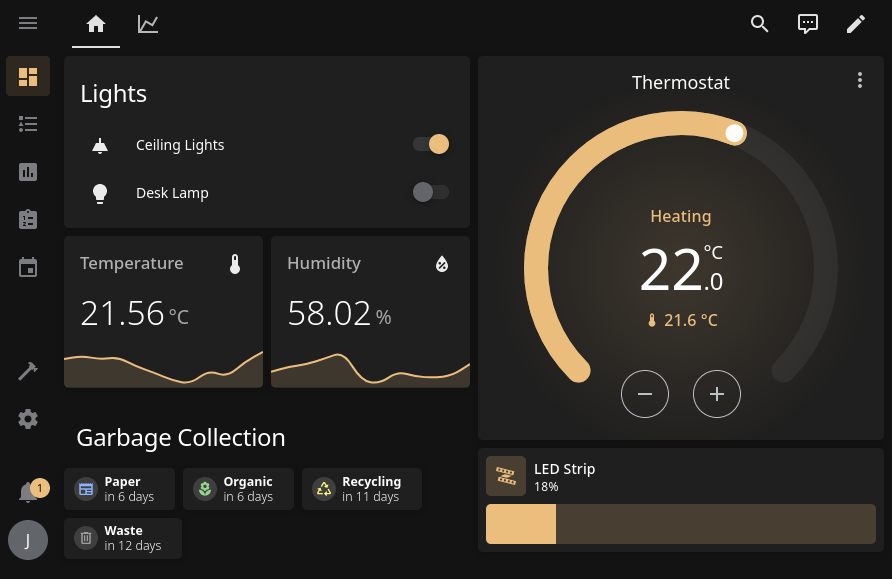 Lights
Ceiling Lights
Desk Lamp
Temperature
21.56 °C
Humidity
58.02 %
Garbage Collection
Paper
in 6 days
Organic
in 6 days
Recycling
in 11 days
Waste
in 12 days
Thermostat
Heating
22.0 °C
21.6 °C
LED Strip
18%
1
J